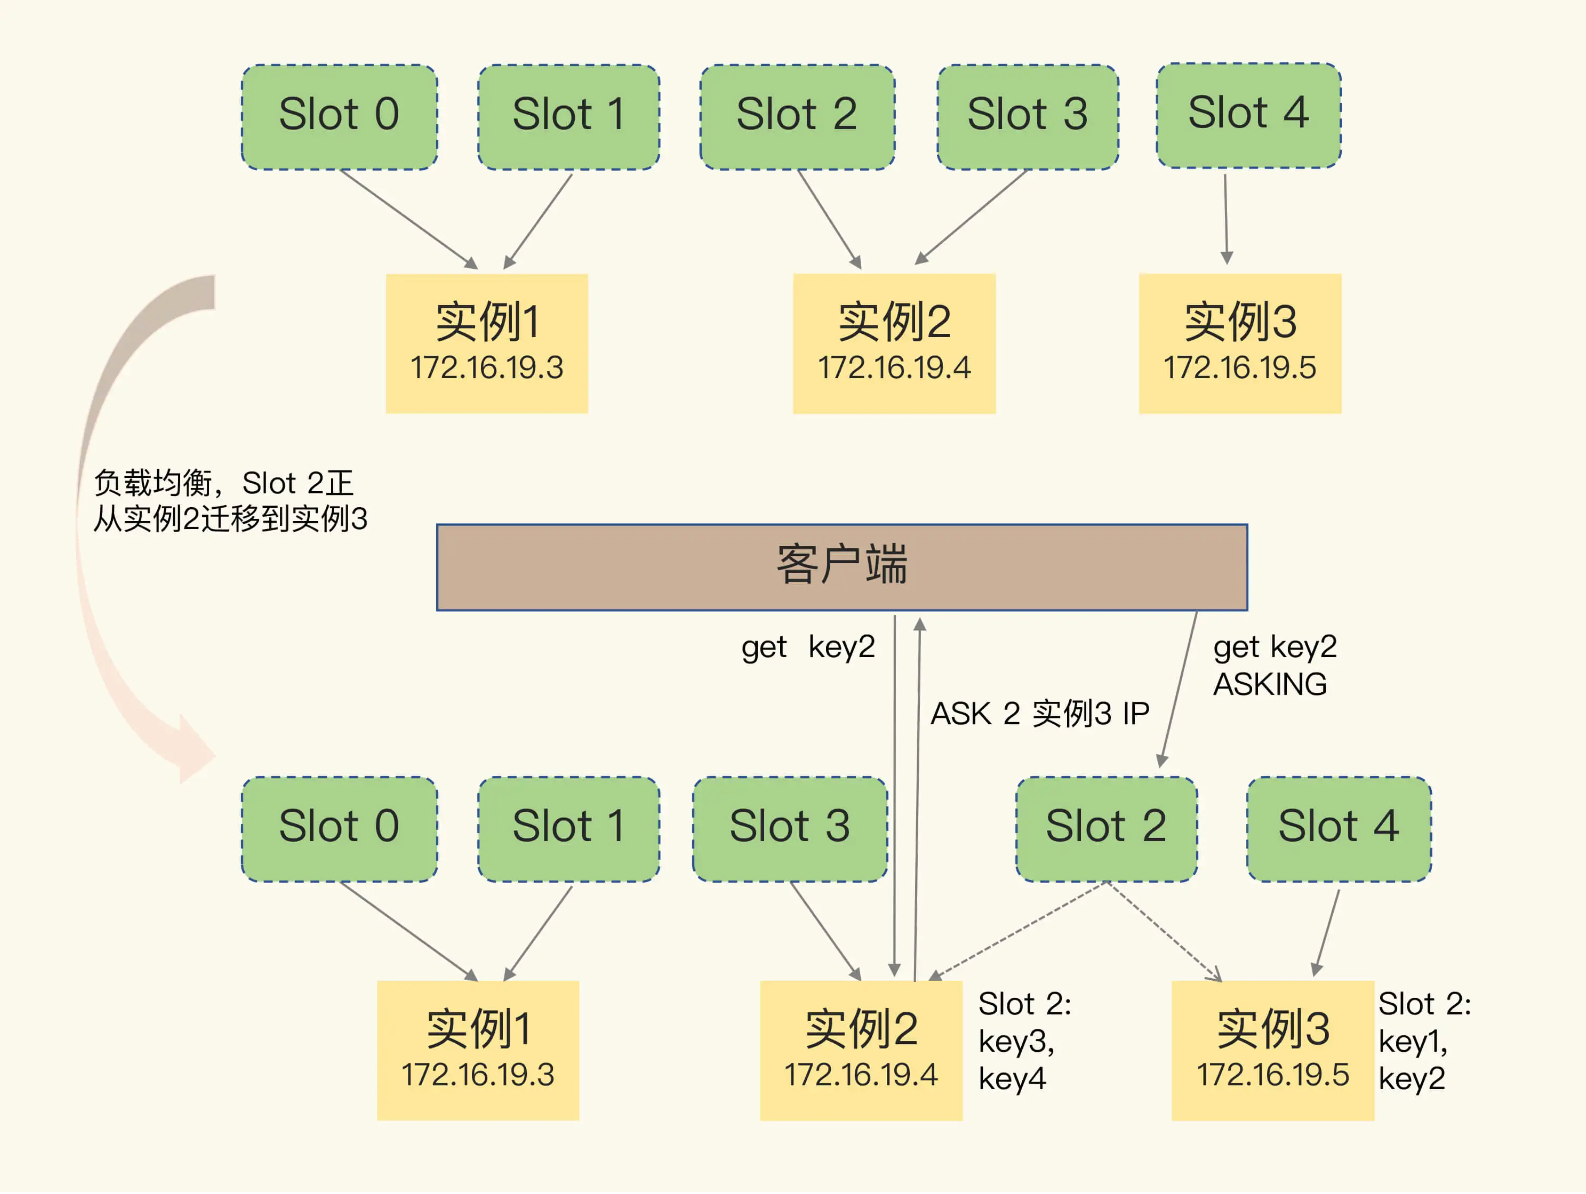 Slot 0
Slot 1
Slot 2
Slot 3
Slot 4
实例1
172.16.19.3
实例2
172.16.19.4
实例3
172.16.19.5
负载均衡，Slot 2正
从实例2迁移到实例3
客户端
get key2
get key2
ASKING
ASK 2 实例3 IP
Slot 0
Slot 1
Slot 3
Slot 2
Slot 4
实例1
172.16.19.3
实例2
172.16.19.4
Slot 2:
key3,
key4
实例3
172.16.19.5
Slot 2:
key1,
key2